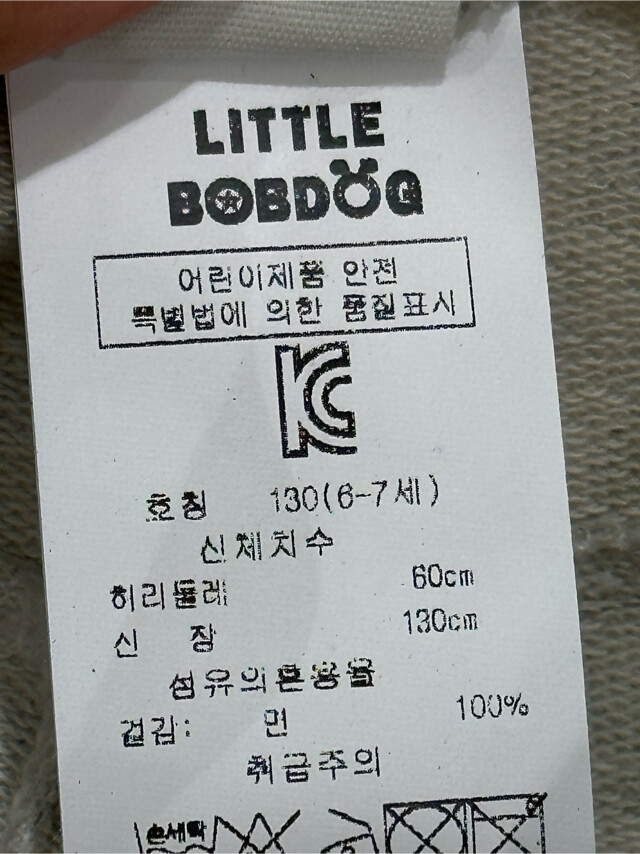 LITTLE
BOBDOG
어린이제품 안전
특별법에 의한 품질표시
호칭 130(6-7세)
신체치수
허리둘레 60cm
신 장 130cm
섬유의혼용율
겉감: 면 100%
취급주의
손세탁